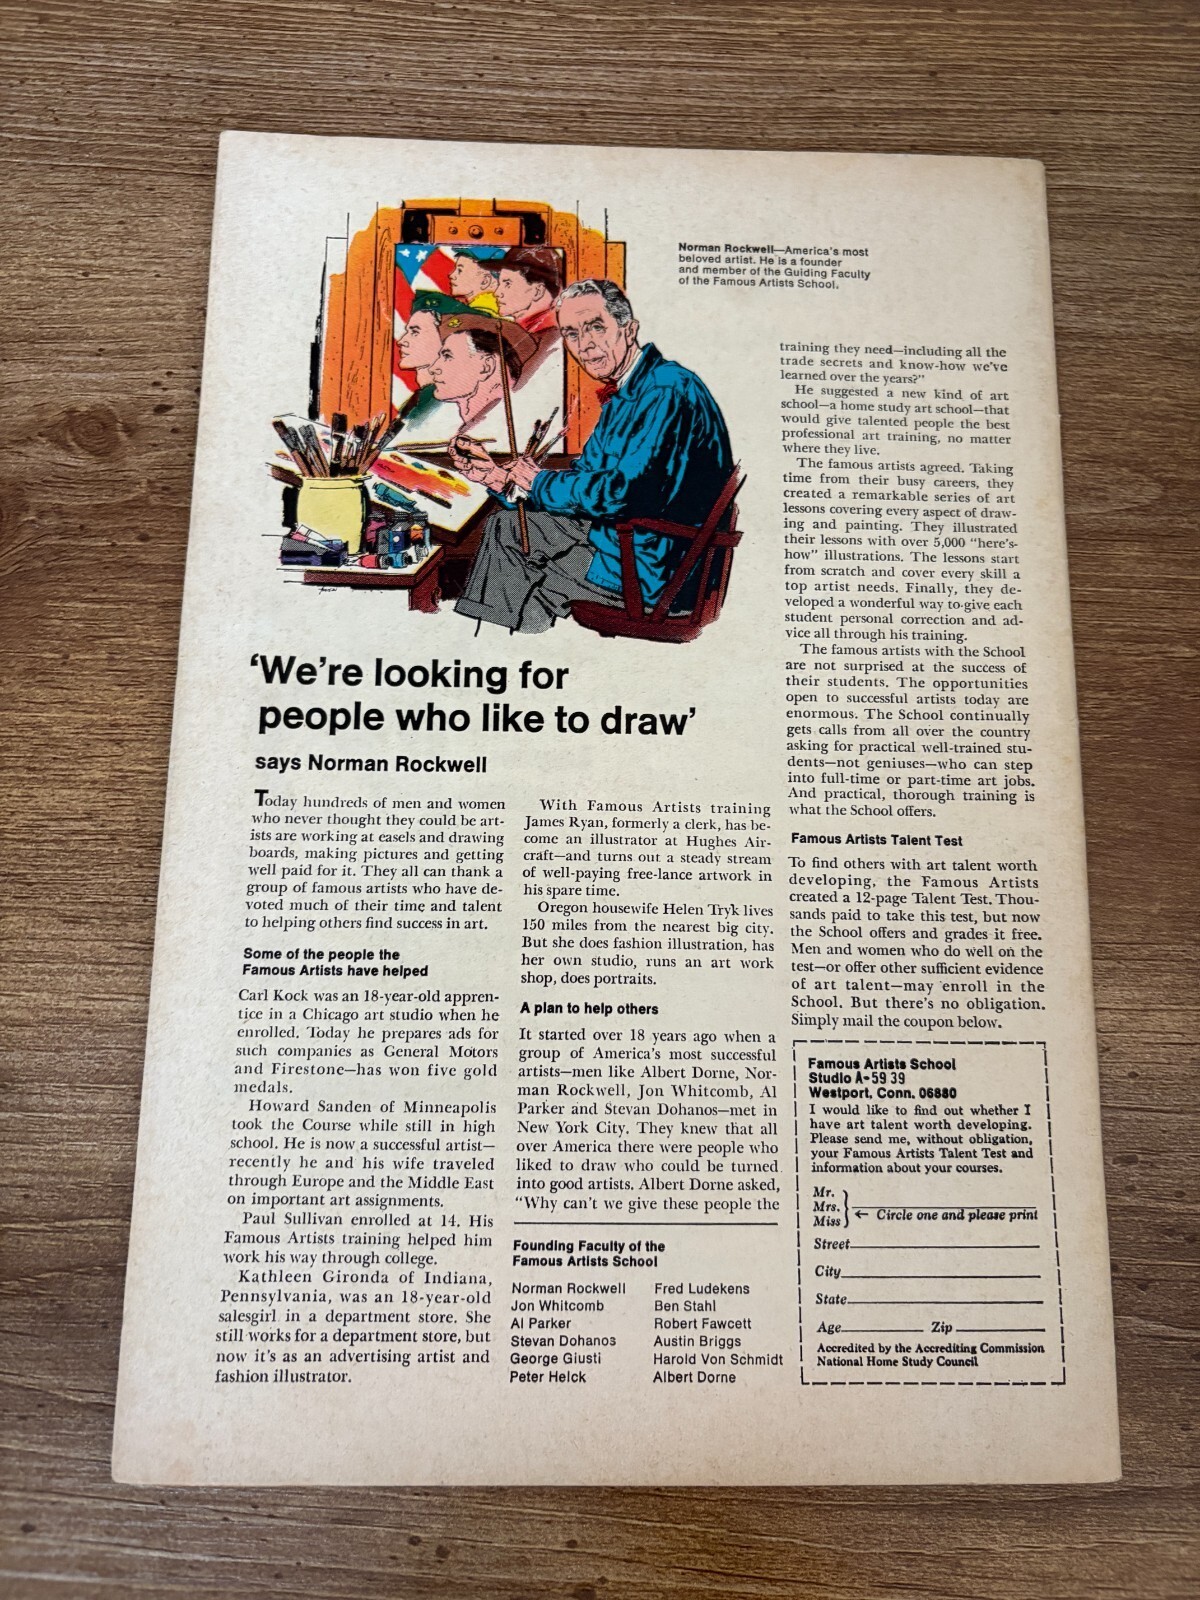 Norman Rockwell—America's most
beloved artist. He is a founder
and member of the Guiding Faculty
of the Famous Artists School.
'We're looking for
people who like to draw'
says Norman Rockwell
Today hundreds of men and women
who never thought they could be art-
ists are working at easels and drawing
boards, making pictures and getting
well paid for it. They all can thank a
group of famous artists who have de-
voted much of their time and talent
to helping others find success in art.
Some of the people the
Famous Artists have helped
Carl Kock was an 18-year-old appren-
tice in a Chicago art studio when he
enrolled. Today he prepares ads for
such companies as General Motors
and Firestone—has won five gold
medals.
Howard Sanden of Minneapolis
took the Course while still in high
school. He is now a successful artist—
recently he and his wife traveled
through Europe and the Middle East
on important art assignments.
Paul Sullivan enrolled at 14. His
Famous Artists training helped him
work his way through college.
Kathleen Gironda of Indiana,
Pennsylvania, was an 18-year-old
salesgirl in a department store. She
still works for a department store, but
now it's as an advertising artist and
fashion illustrator.
With Famous Artists training
James Ryan, formerly a clerk, has be-
come an illustrator at Hughes Air-
craft—and turns out a steady stream
of well-paying free-lance artwork in
his spare time.
Oregon housewife Helen Tryk lives
150 miles from the nearest big city.
But she does fashion illustration, has
her own studio, runs an art work
shop, does portraits.
A plan to help others
It started over 18 years ago when a
group of America's most successful
artists—men like Albert Dorne, Nor-
man Rockwell, Jon Whitcomb, Al
Parker and Stevan Dohanos—met in
New York City. They knew that all
over America there were people who
liked to draw who could be turned
into good artists. Albert Dorne asked,
"Why can't we give these people the
Founding Faculty of the
Famous Artists School
Norman Rockwell Fred Ludekens
Jon Whitcomb Ben Stahl
Al Parker Robert Fawcett
Stevan Dohanos Austin Briggs
George Giusti Harold Von Schmidt
Peter Helck Albert Dorne
training they need—including all the
trade secrets and know-how we've
learned over the years?"
He suggested a new kind of art
school—a home study art school—that
would give talented people the best
professional art training, no matter
where they live.
The famous artists agreed. Taking
time from their busy careers, they
created a remarkable series of art
lessons covering every aspect of draw-
ing and painting. They illustrated
their lessons with over 5,000 "here's-
how" illustrations. The lessons start
from scratch and cover every skill a
top artist needs. Finally, they de-
veloped a wonderful way to give each
student personal correction and ad-
vice all through his training.
The famous artists with the School
are not surprised at the success of
their students. The opportunities
open to successful artists today are
enormous. The School continually
gets calls from all over the country
asking for practical well-trained stu-
dents—not geniuses—who can step
into full-time or part-time art jobs.
And practical, thorough training is
what the School offers.
Famous Artists Talent Test
To find others with art talent worth
developing, the Famous Artists
created a 12-page Talent Test. Thou-
sands paid to take this test, but now
the School offers and grades it free.
Men and women who do well on the
test—or offer other sufficient evidence
of art talent—may enroll in the
School. But there's no obligation.
Simply mail the coupon below.
Famous Artists School
Studio A-59 39
Westport, Conn. 06880
I would like to find out whether I
have art talent worth developing.
Please send me, without obligation,
your Famous Artists Talent Test and
information about your courses.
Mr.
Mrs.
Miss
← Circle one and please print
Street
City
State
Age Zip
Accredited by the Accrediting Commission
National Home Study Council